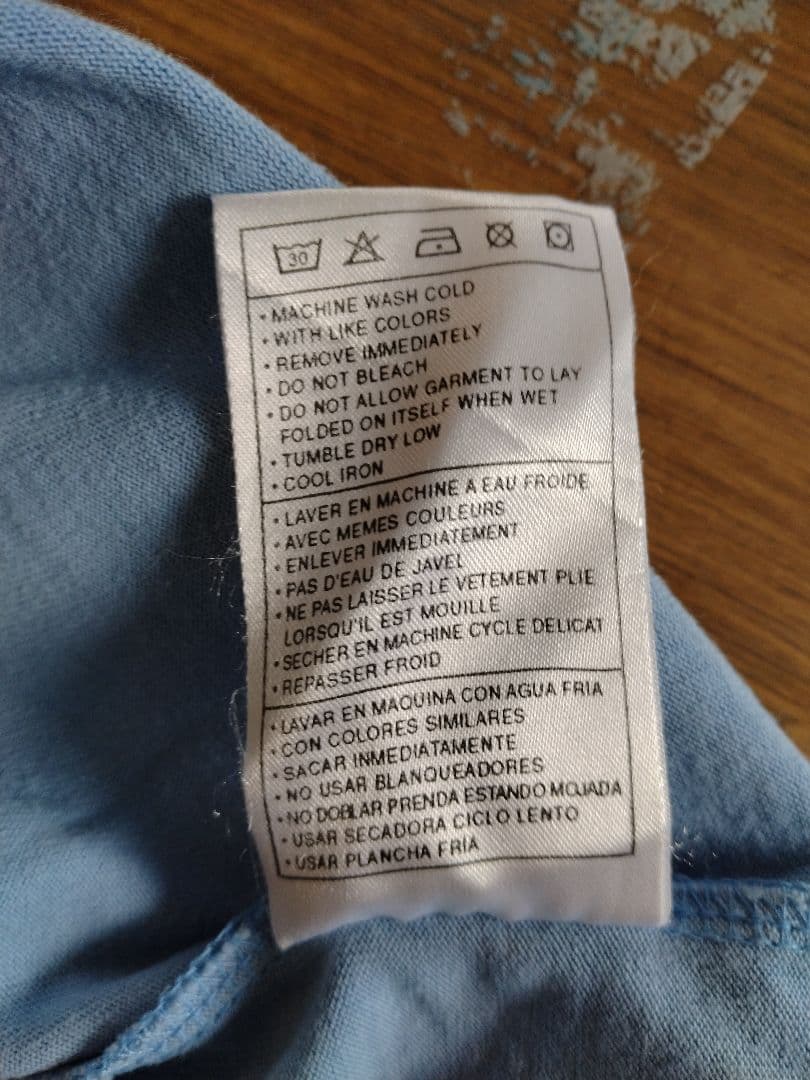 30
• MACHINE WASH COLD
• WITH LIKE COLORS
• REMOVE IMMEDIATELY
• DO NOT BLEACH
• DO NOT ALLOW GARMENT TO LAY
FOLDED ON ITSELF WHEN WET
• TUMBLE DRY LOW
• COOL IRON
• LAVER EN MACHINE A EAU FROIDE
• AVEC MEMES COULEURS
• ENLEVER IMMEDIATEMENT
• PAS D'EAU DE JAVEL
• NE PAS LAISSER LE VETEMENT PLIE
LORSQU'IL EST MOUILLE
• SECHER EN MACHINE CYCLE DELICAT
• REPASSER FROID
• LAVAR EN MAQUINA CON AGUA FRIA
• CON COLORES SIMILARES
• SACAR INMEDIATAMENTE
• NO USAR BLANQUEADORES
• NO DOBLAR PRENDA ESTANDO MOJADA
• USAR SECADORA CICLO LENTO
• USAR PLANCHA FRIA